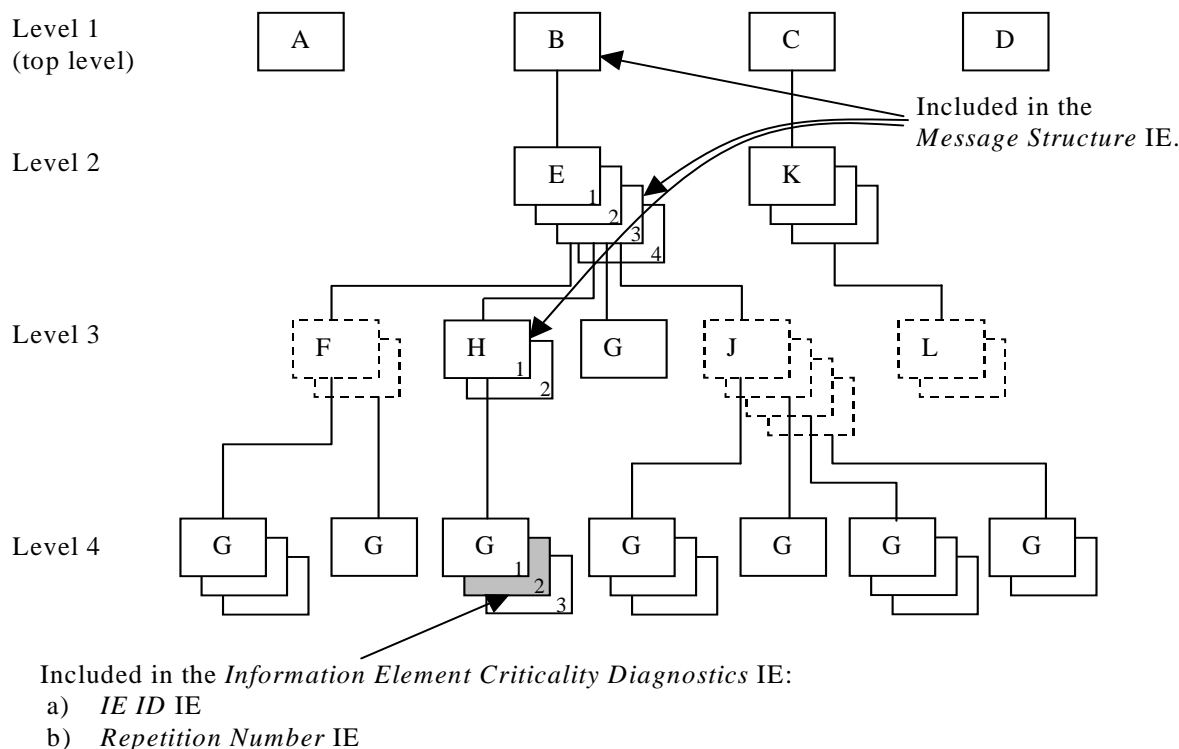 Level 1
(top level)
A
B
C
D
Included in the
Message Structure IE.
Level 2
E
1
2
3
4
K
Level 3
F
H
1
2
G
J
L
Level 4
G
G
G
1
2
3
G
G
G
G
Included in the Information Element Criticality Diagnostics IE:
a) IE ID IE
b) Repetition Number IE